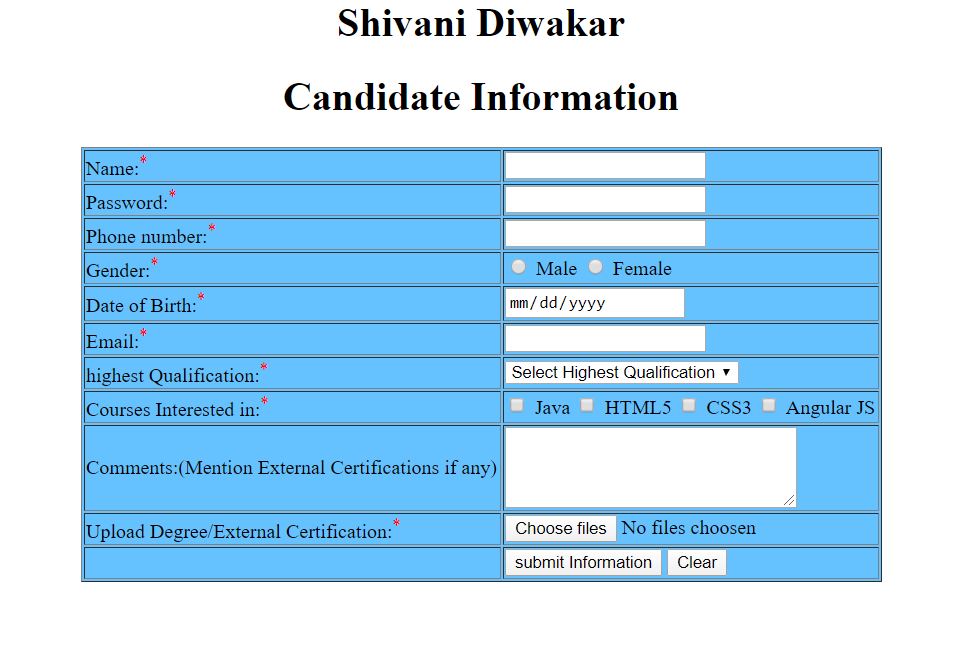 Shivani Diwakar
Candidate Information
Name:*
Password:*
Phone number:*
Gender:* Male Female
Date of Birth:* mm/dd/yyyy
Email:*
highest Qualification:* Select Highest Qualification ▼
Courses Interested in:* Java HTML5 CSS3 Angular JS
Comments:(Mention External Certifications if any)
Upload Degree/External Certification:* Choose files No files choosen
submit Information Clear